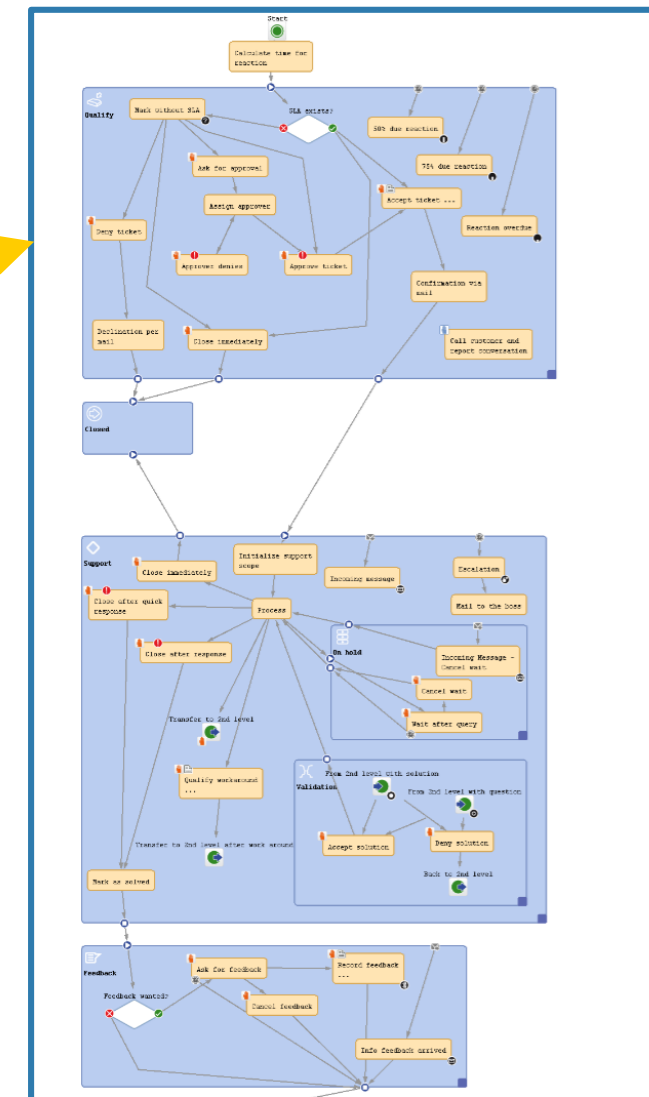 Start
Calculate time for
reaction
Qualify
Mark without SLA
SLA exists?
50% due reaction
75% due reaction
Ask for approval
Accept ticket ...
Assign approver
Deny ticket
Reaction overdue
Approver denies
Approve ticket
Confirmation via
mail
Declination per
mail
Close immediately
Call customer and
report conversation
Closed
Support
Initialize support
scope
Close immediately
Incoming message
Escalation
Close after quick
response
Process
Mail to the boss
Close after response
On hold
Incoming Message -
Cancel wait
Cancel wait
Transfer to 2nd level
Wait after query
Qualify workaround
...
Validation
From 2nd level with solution
From 2nd level with question
Transfer to 2nd level after work around
Accept solution
Deny solution
Back to 2nd level
Mark as solved
Feedback
Ask for feedback
Record feedback
...
Feedback wanted?
Cancel feedback
Info feedback arrived